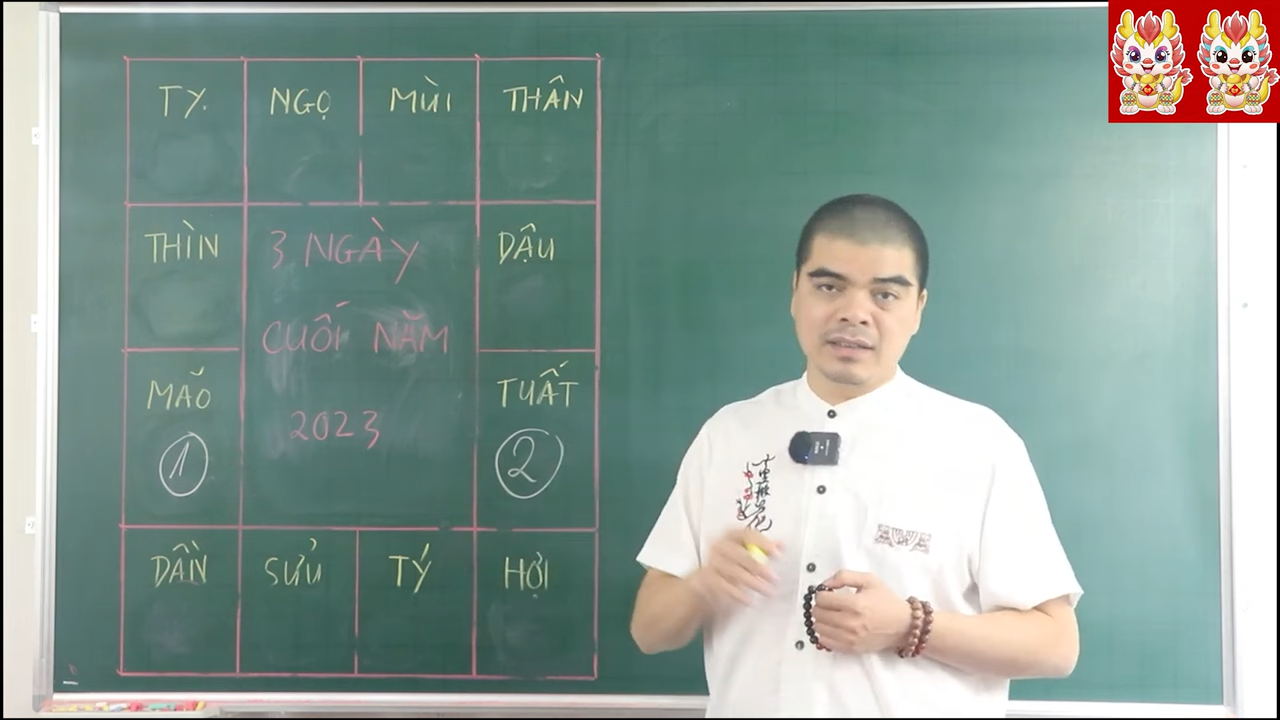 TỴ NGỌ MÙI THÂN
THÌN 3 NGÀY DẬU
CUỐI NĂM
MÃO TUẤT
2023
1 2
DẦN SỬU TÝ HỢI